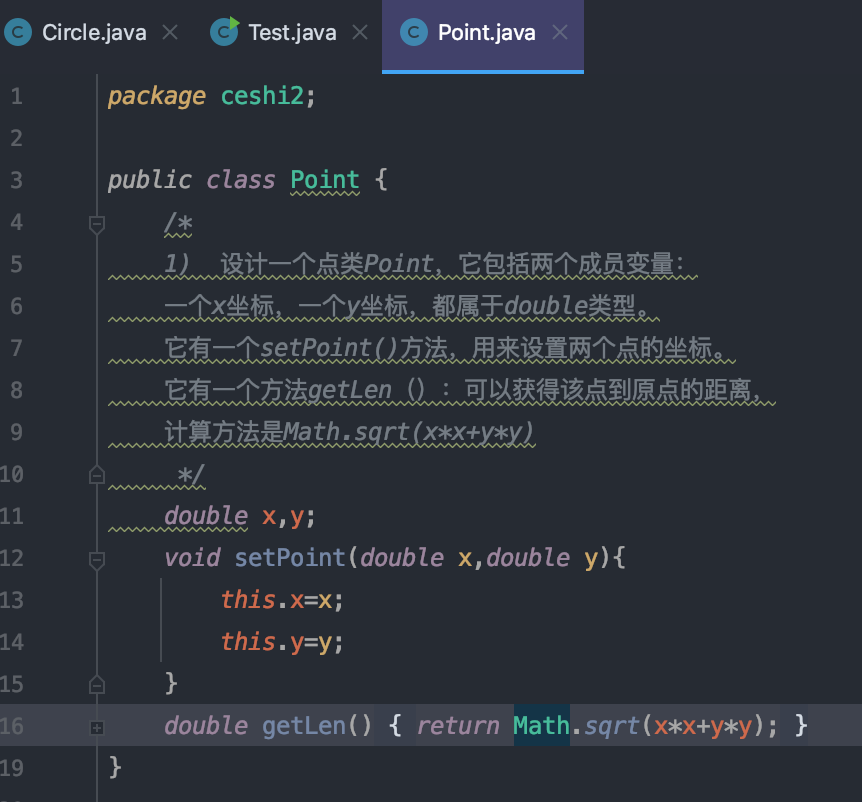 Circle.java Test.java Point.java
1 package ceshi2;
2
3 public class Point {
4 /*
5 1) 设计一个点类Point，它包括两个成员变量：
6 一个x坐标，一个y坐标，都属于double类型。
7 它有一个setPoint()方法，用来设置两个点的坐标。
8 它有一个方法getLen（）：可以获得该点到原点的距离，
9 计算方法是Math.sqrt(x*x+y*y)
10 */
11 double x,y;
12 void setPoint(double x,double y){
13 this.x=x;
14 this.y=y;
15 }
16 double getLen() { return Math.sqrt(x*x+y*y); }
19 }